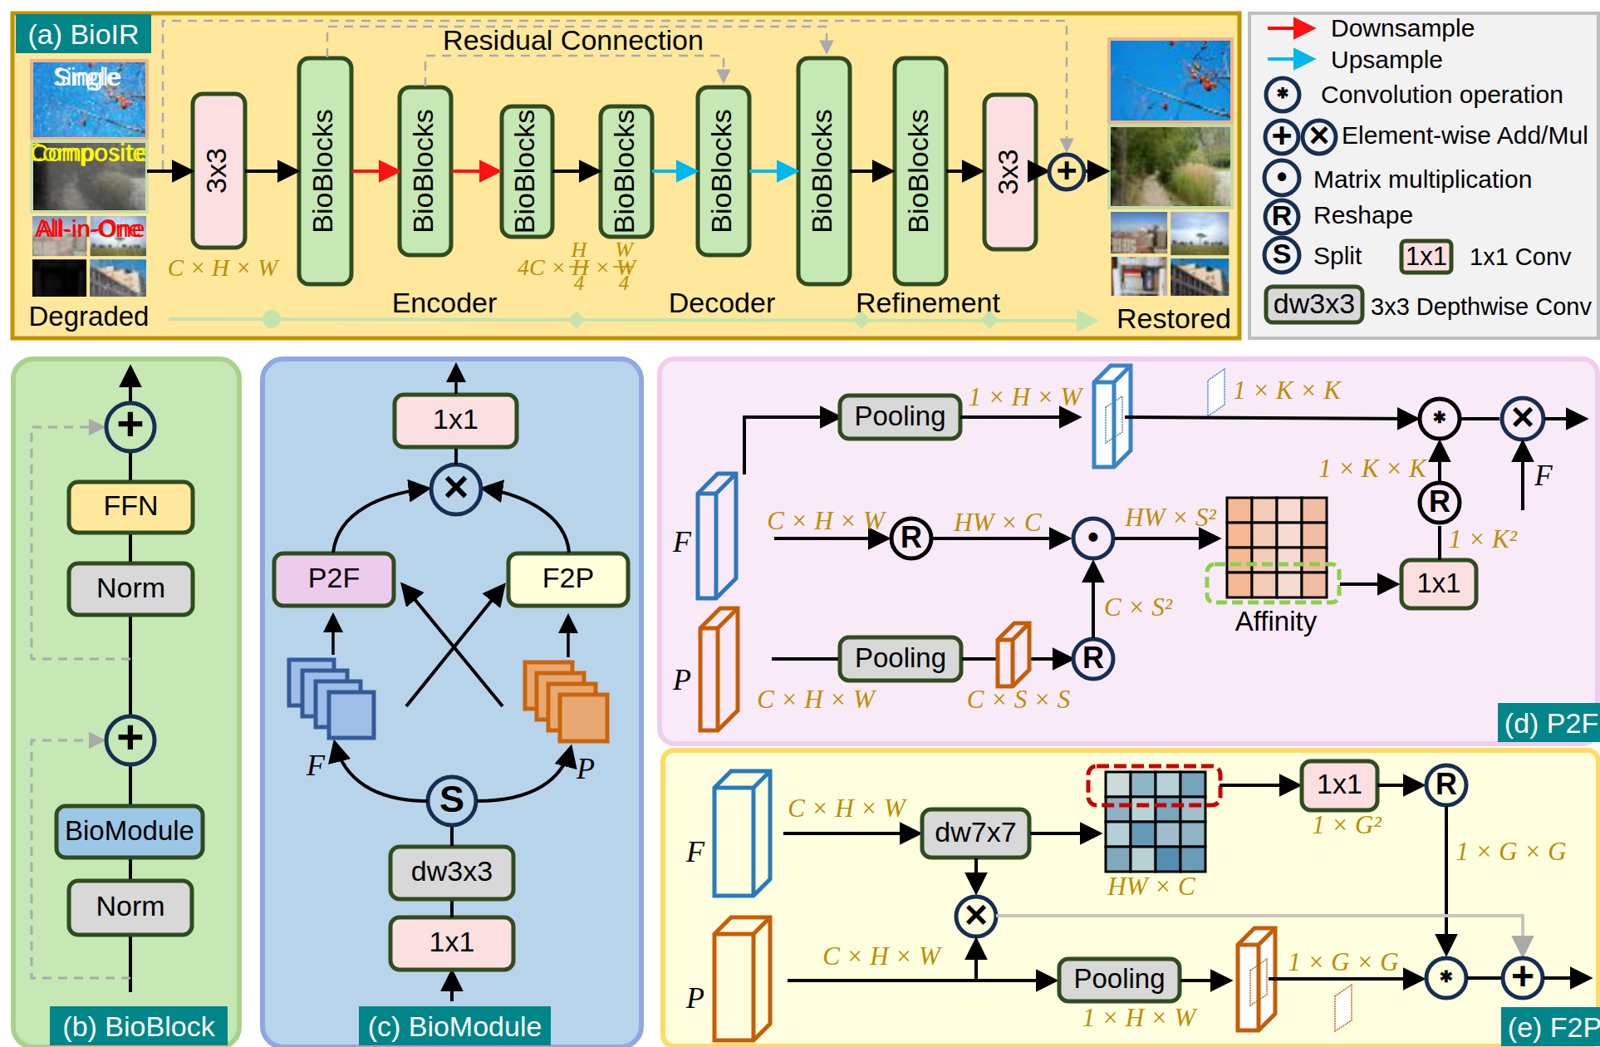 (a) BioIR
Residual Connection
Single
Composite
All-in-One
Degraded
3x3
BioBlocks
BioBlocks
BioBlocks
BioBlocks
BioBlocks
BioBlocks
BioBlocks
3x3
+
C × H × W
4C × H/4 × W/4
Encoder
Decoder
Refinement
Restored
Downsample
Upsample
* Convolution operation
+ × Element-wise Add/Mul
• Matrix multiplication
R Reshape
S Split
1x1 1x1 Conv
dw3x3 3x3 Depthwise Conv
+
FFN
Norm
+
BioModule
Norm
(b) BioBlock
1x1
×
P2F
F2P
F
P
S
dw3x3
1x1
(c) BioModule
Pooling
1 × H × W
1 × K × K
*
×
1 × K × K
F
R
F
C × H × W
R
HW × C
•
HW × S²
1 × K²
1x1
C × S²
Affinity
P
C × H × W
Pooling
C × S × S
R
(d) P2F
F
C × H × W
dw7x7
HW × C
1x1
1 × G²
R
1 × G × G
×
P
C × H × W
Pooling
1 × H × W
1 × G × G
*
+
(e) F2P